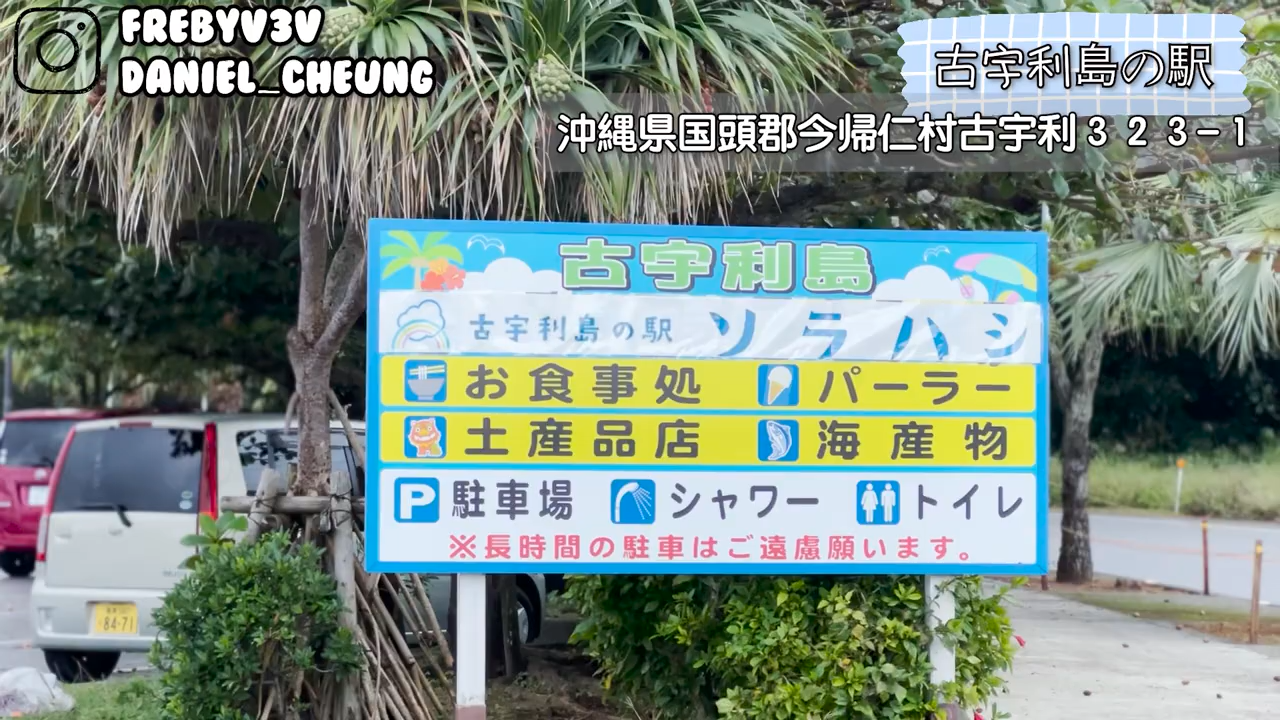 FREBYV3V
DANIEL_CHEUNG
古宇利島の駅
沖縄県国頭郡今帰仁村古宇利３２３−１
古宇利島
古宇利島の駅 ソラハシ
お食事処 パーラー
土産品店 海産物
P 駐車場 シャワー トイレ
※長時間の駐車はご遠慮願います。
84-71